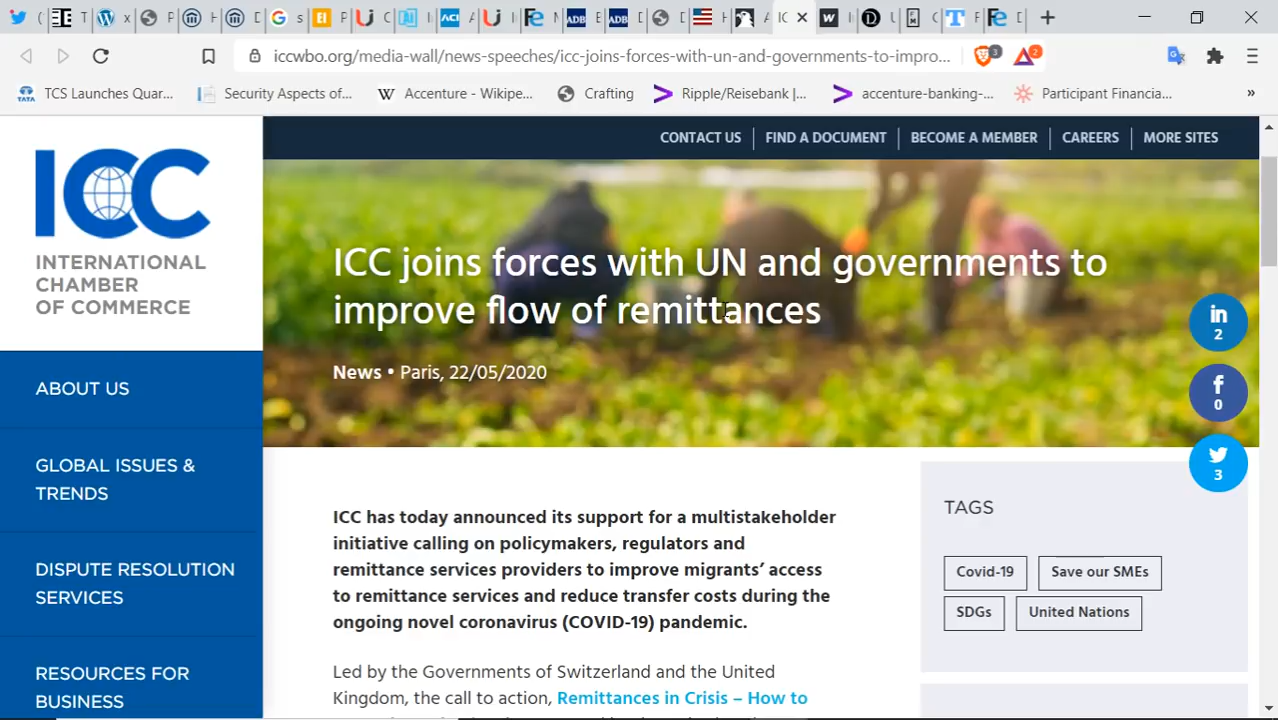 T
x
P
H
D
s
P
C
A
A
U
F
E
D
H
A
IC
I
U
C
F
D
iccwbo.org/media-wall/news-speeches/icc-joins-forces-with-un-and-governments-to-impro...
3
2
TCS Launches Quar...
Security Aspects of...
Accenture - Wikipe...
Crafting
Ripple/Reisebank |...
accenture-banking-...
Participant Financia...
»
CONTACT US
FIND A DOCUMENT
BECOME A MEMBER
CAREERS
MORE SITES
ICC
INTERNATIONAL
CHAMBER
OF COMMERCE
ICC joins forces with UN and governments to
improve flow of remittances
News • Paris, 22/05/2020
in
2
f
0
3
ABOUT US
GLOBAL ISSUES &
TRENDS
DISPUTE RESOLUTION
SERVICES
RESOURCES FOR
BUSINESS
ICC has today announced its support for a multistakeholder
initiative calling on policymakers, regulators and
remittance services providers to improve migrants’ access
to remittance services and reduce transfer costs during the
ongoing novel coronavirus (COVID-19) pandemic.
Led by the Governments of Switzerland and the United
Kingdom, the call to action, Remittances in Crisis – How to
TAGS
Covid-19
Save our SMEs
SDGs
United Nations